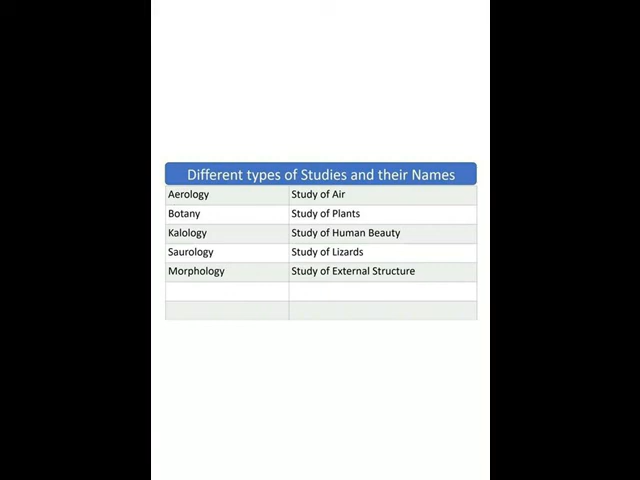 Different types of Studies and their Names
Aerology Study of Air
Botany Study of Plants
Kalology Study of Human Beauty
Saurology Study of Lizards
Morphology Study of External Structure